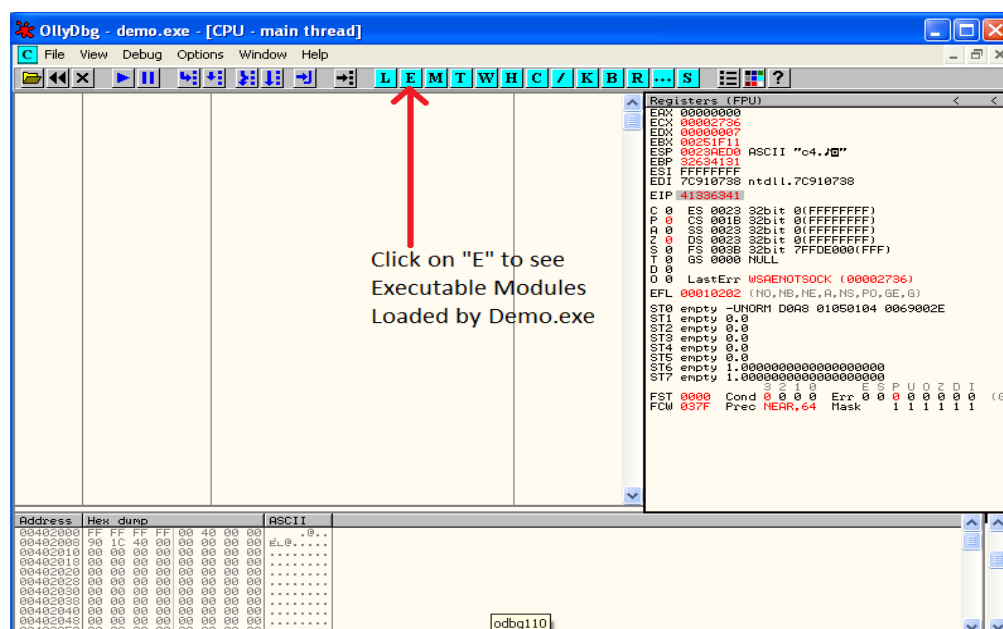 OllyDbg - demo.exe - [CPU - main thread]
C File View Debug Options Window Help
L E M T W H C / K B R ... S ?
Registers (FPU) < <
EAX 00000000
ECX 00002736
EDX 00000007
EBX 00251F11
ESP 0023AED0 ASCII "c4.♪"
EBP 32634131
ESI FFFFFFFF
EDI 7C910738 ntdll.7C910738
EIP 41336341
C 0 ES 0023 32bit 0(FFFFFFFF)
P 0 CS 001B 32bit 0(FFFFFFFF)
A 0 SS 0023 32bit 0(FFFFFFFF)
Z 0 DS 0023 32bit 0(FFFFFFFF)
S 0 FS 003B 32bit 7FFDE000(FFF)
T 0 GS 0000 NULL
D 0
O 0 LastErr WSAENOTSOCK (00002736)
EFL 00010202 (NO,NB,NE,A,NS,PO,GE,G)
ST0 empty -UNORM D0A8 01050104 0069002E
ST1 empty 0.0
ST2 empty 0.0
ST3 empty 0.0
ST4 empty 0.0
ST5 empty 0.0
ST6 empty 1.0000000000000000000
ST7 empty 1.0000000000000000000
3 2 1 0 E S P U O Z D I
FST 0000 Cond 0 0 0 0 Err 0 0 0 0 0 0 0 0
FCW 037F Prec NEAR,64 Mask 1 1 1 1 1 1
Click on "E" to see
Executable Modules
Loaded by Demo.exe
Address Hex dump ASCII
00402000 FF FF FF FF 00 40 00 00 .@..
00402008 90 1C 40 00 00 00 00 00 É∟@.....
00402010 00 00 00 00 00 00 00 00 ........
00402018 00 00 00 00 00 00 00 00 ........
00402020 00 00 00 00 00 00 00 00 ........
00402028 00 00 00 00 00 00 00 00 ........
00402030 00 00 00 00 00 00 00 00 ........
00402038 00 00 00 00 00 00 00 00 ........
00402040 00 00 00 00 00 00 00 00 ........
00402048 00 00 00 00 00 00 00 00 ........
odbg110